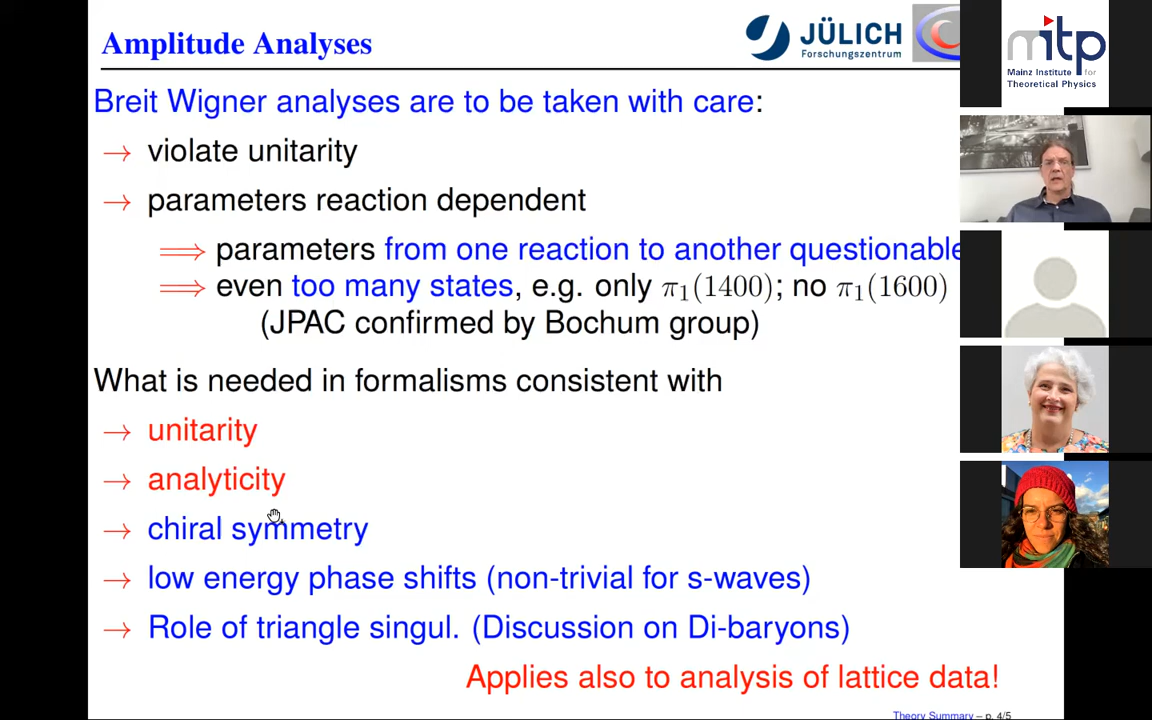 Amplitude Analyses
JÜLICH
Forschungszentrum
mitp
Mainz Institute for
Theoretical Physics
Breit Wigner analyses are to be taken with care:
→ violate unitarity
→ parameters reaction dependent
⟹ parameters from one reaction to another questionable
⟹ even too many states, e.g. only π₁(1400); no π₁(1600)
(JPAC confirmed by Bochum group)
What is needed in formalisms consistent with
→ unitarity
→ analyticity
→ chiral symmetry
→ low energy phase shifts (non-trivial for s-waves)
→ Role of triangle singul. (Discussion on Di-baryons)
Applies also to analysis of lattice data!
Theory Summary – p. 4/5